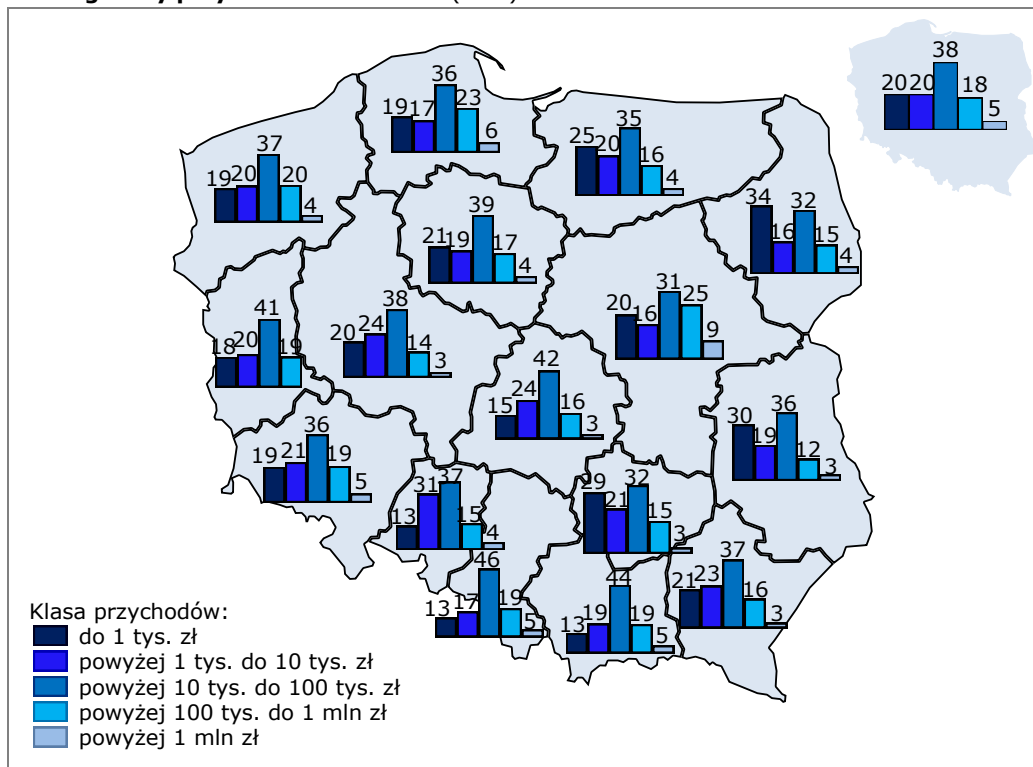 38
20 20 18
5
36
19 17 23
6
35
25 20 16
4
37
19 20 20
4
34 32
16 15
4
39
21 19 17
4
31
20 16 25
9
41
18 20 19
38
20 24 14
3
42
15 24 16
3
36
30 19 12
3
36
19 21 19
5
31 37
13 15
4
29 32
21 15
3
37
21 23 16
3
46
13 17 19
5
44
13 19 19
5
Klasa przychodów:
do 1 tys. zł
powyżej 1 tys. do 10 tys. zł
powyżej 10 tys. do 100 tys. zł
powyżej 100 tys. do 1 mln zł
powyżej 1 mln zł